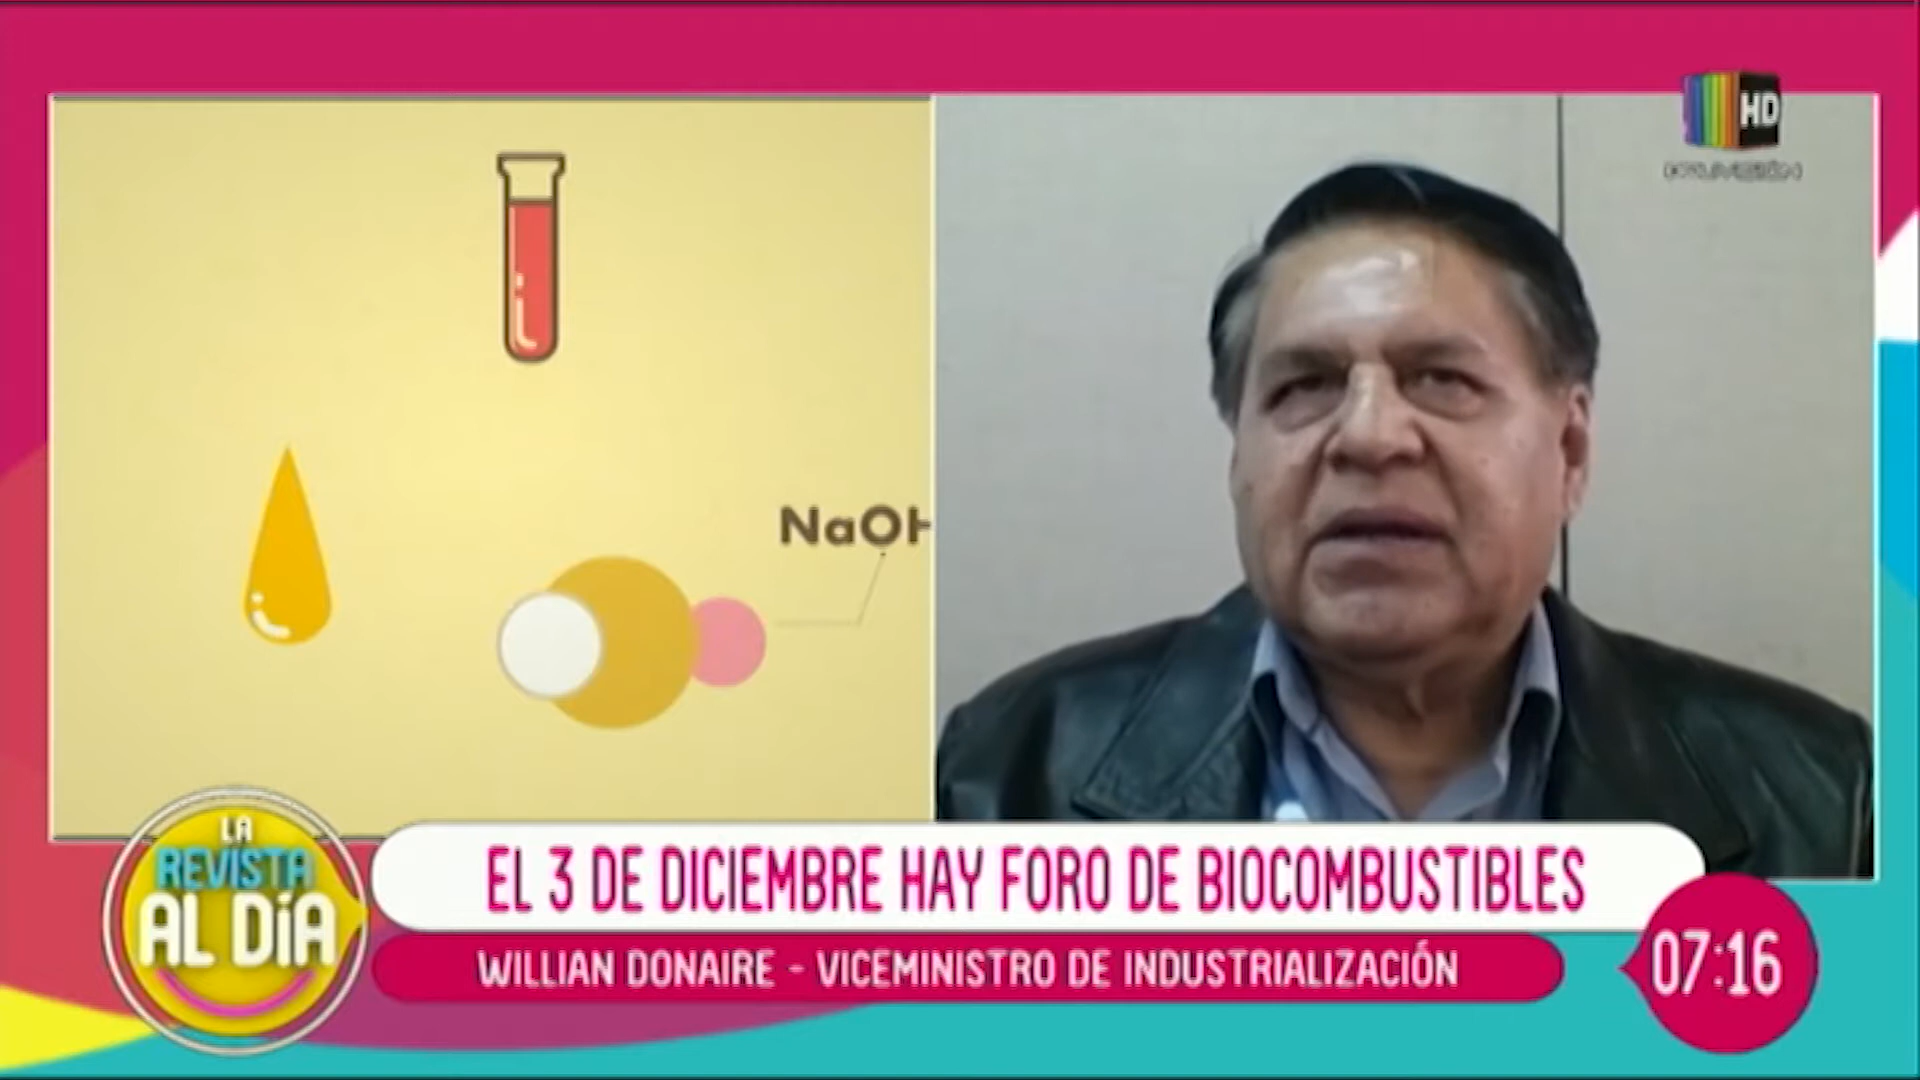 HD
NaOH
LA
REVISTA
AL DÍA
EL 3 DE DICIEMBRE HAY FORO DE BIOCOMBUSTIBLES
WILLIAN DONAIRE - VICEMINISTRO DE INDUSTRIALIZACIÓN
07:16